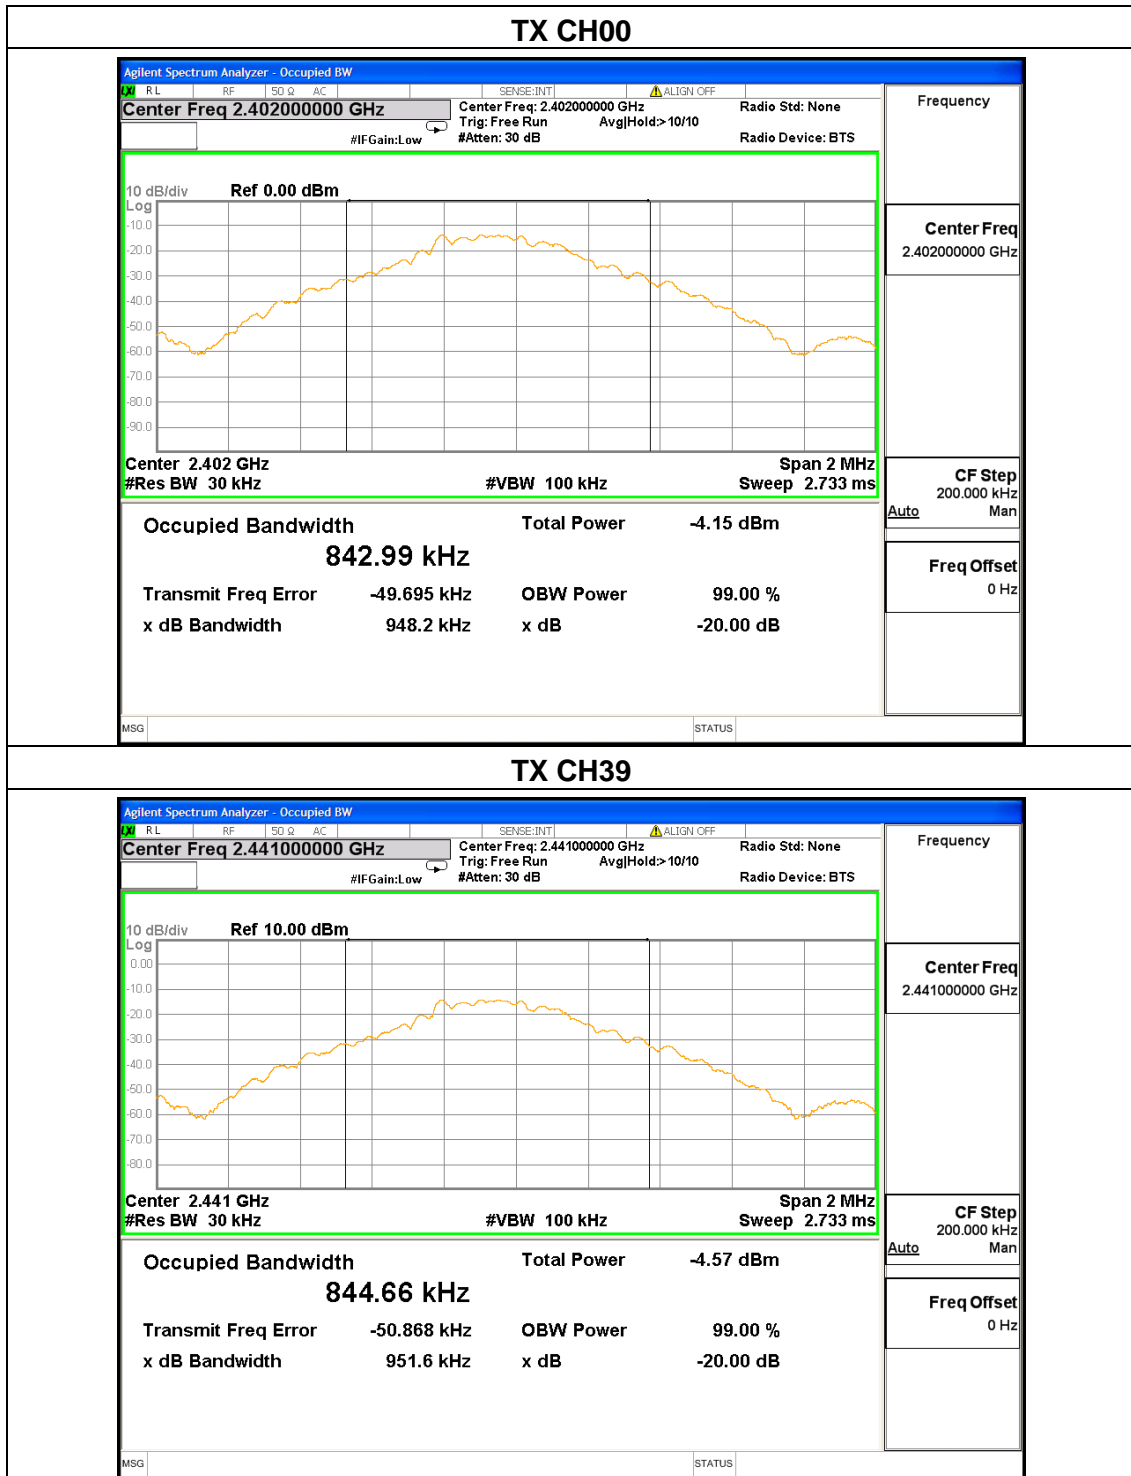 TX CH00
Agilent Spectrum Analyzer - Occupied BW
LXI RL RF 50 Ω AC SENSE:INT ALIGN OFF
Center Freq 2.402000000 GHz
Center Freq: 2.402000000 GHz Radio Std: None
Trig: Free Run Avg|Hold:>10/10
#IFGain:Low #Atten: 30 dB Radio Device: BTS
10 dB/div Ref 0.00 dBm
Log
-10.0
-20.0
-30.0
-40.0
-50.0
-60.0
-70.0
-80.0
-90.0
Center 2.402 GHz Span 2 MHz
#Res BW 30 kHz #VBW 100 kHz Sweep 2.733 ms
Occupied Bandwidth Total Power -4.15 dBm
842.99 kHz
Transmit Freq Error -49.695 kHz OBW Power 99.00 %
x dB Bandwidth 948.2 kHz x dB -20.00 dB
MSG STATUS
Frequency
Center Freq
2.402000000 GHz
CF Step
200.000 kHz
Auto Man
Freq Offset
0 Hz
TX CH39
Agilent Spectrum Analyzer - Occupied BW
LXI RL RF 50 Ω AC SENSE:INT ALIGN OFF
Center Freq 2.441000000 GHz
Center Freq: 2.441000000 GHz Radio Std: None
Trig: Free Run Avg|Hold:>10/10
#IFGain:Low #Atten: 30 dB Radio Device: BTS
10 dB/div Ref 10.00 dBm
Log
0.00
-10.0
-20.0
-30.0
-40.0
-50.0
-60.0
-70.0
-80.0
Center 2.441 GHz Span 2 MHz
#Res BW 30 kHz #VBW 100 kHz Sweep 2.733 ms
Occupied Bandwidth Total Power -4.57 dBm
844.66 kHz
Transmit Freq Error -50.868 kHz OBW Power 99.00 %
x dB Bandwidth 951.6 kHz x dB -20.00 dB
MSG STATUS
Frequency
Center Freq
2.441000000 GHz
CF Step
200.000 kHz
Auto Man
Freq Offset
0 Hz